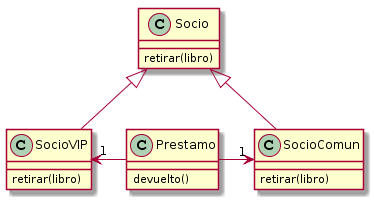 C Socio
retirar(libro)
C SocioVIP
retirar(libro)
1
C Prestamo
devuelto()
1
C SocioComun
retirar(libro)